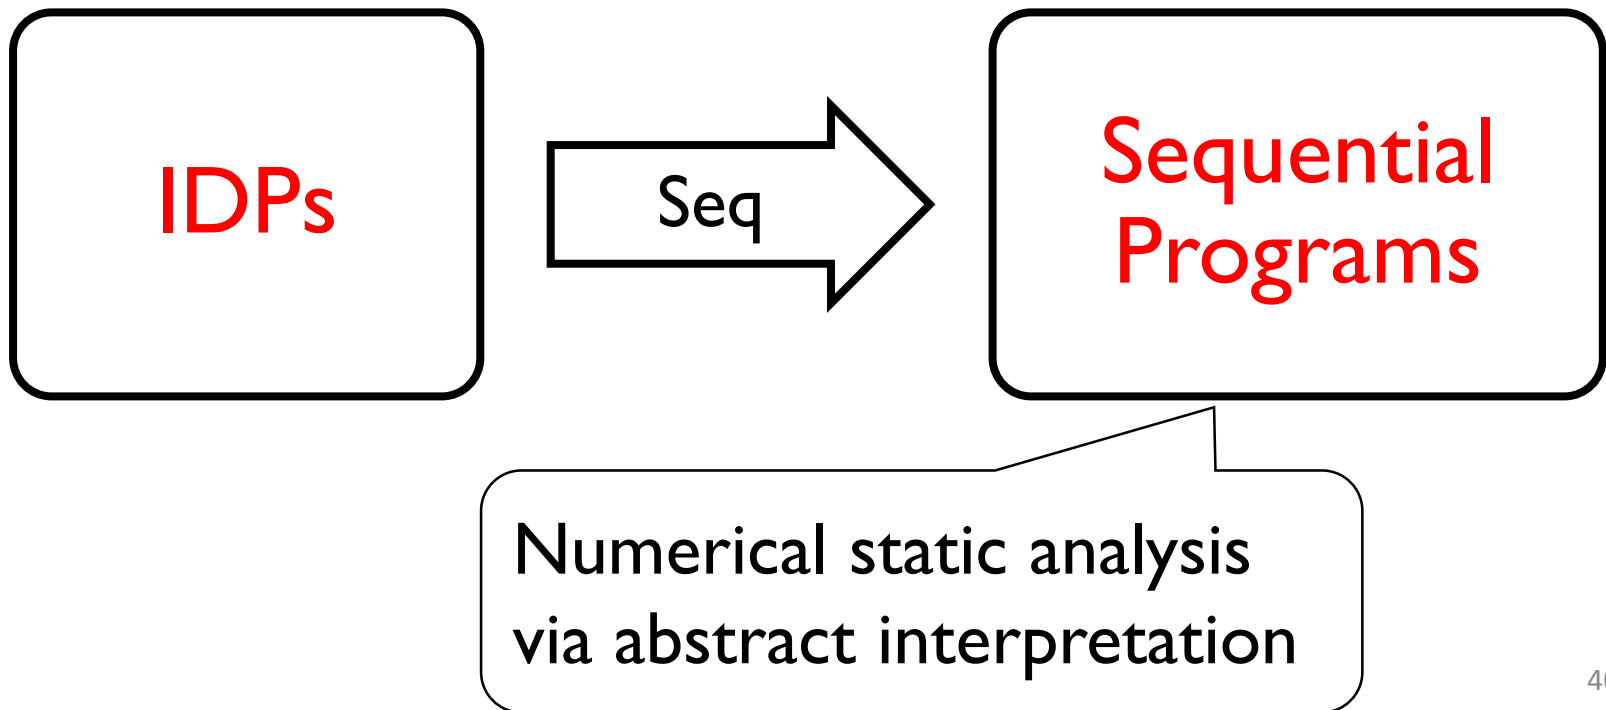 IDPs
Seq
Sequential
Programs
Numerical static analysis
via abstract interpretation